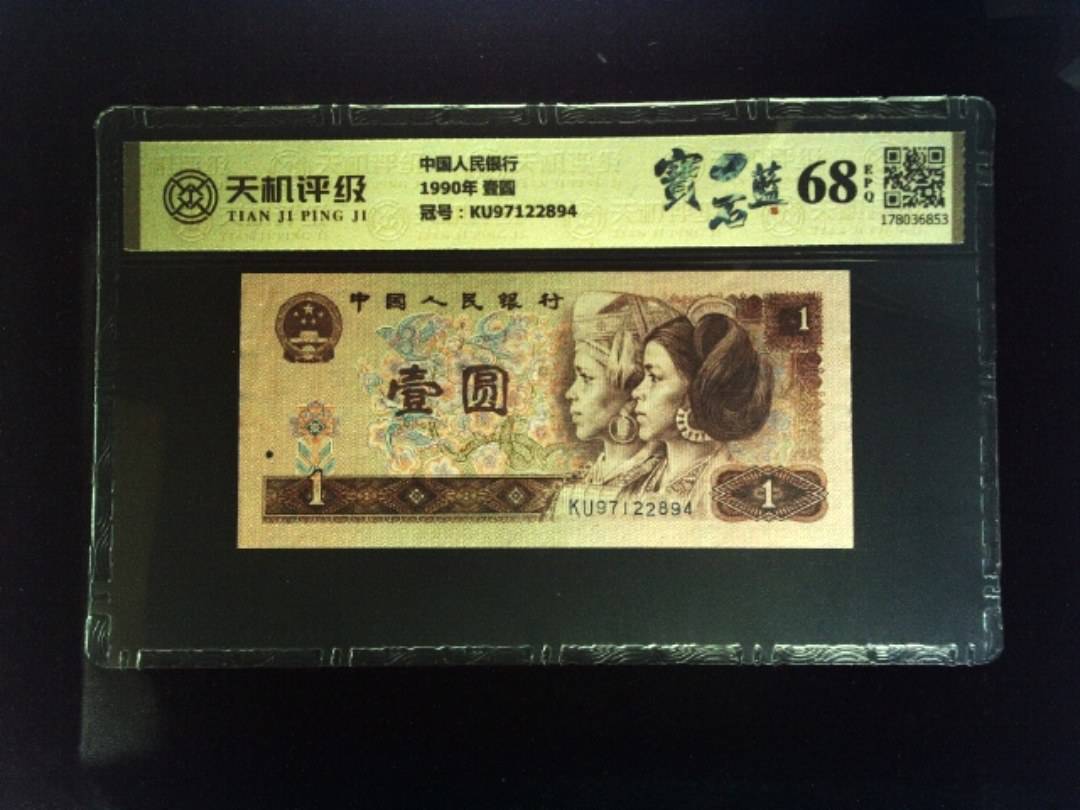 天机评级
TIAN JI PING JI
中国人民银行
1990年 壹圆
冠号：KU97122894
寶石蓝
68
EPQ
178036853
中国人民银行
1
壹圆
1
KU97122894
1